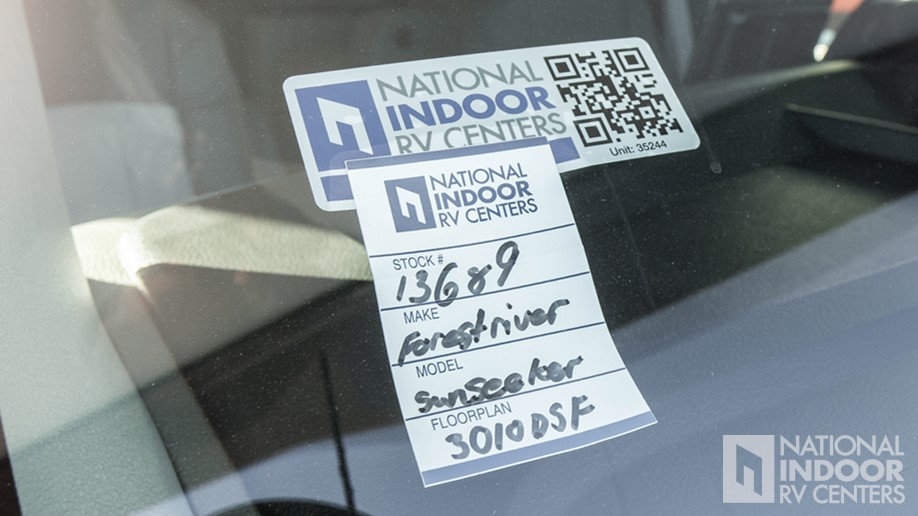 NATIONAL
INDOOR
RV CENTERS
Unit: 35244
NATIONAL
INDOOR
RV CENTERS
STOCK #
13689
MAKE
Forestriver
MODEL
SunSeeker
FLOORPLAN
3010DSF
NATIONAL
INDOOR
RV CENTERS